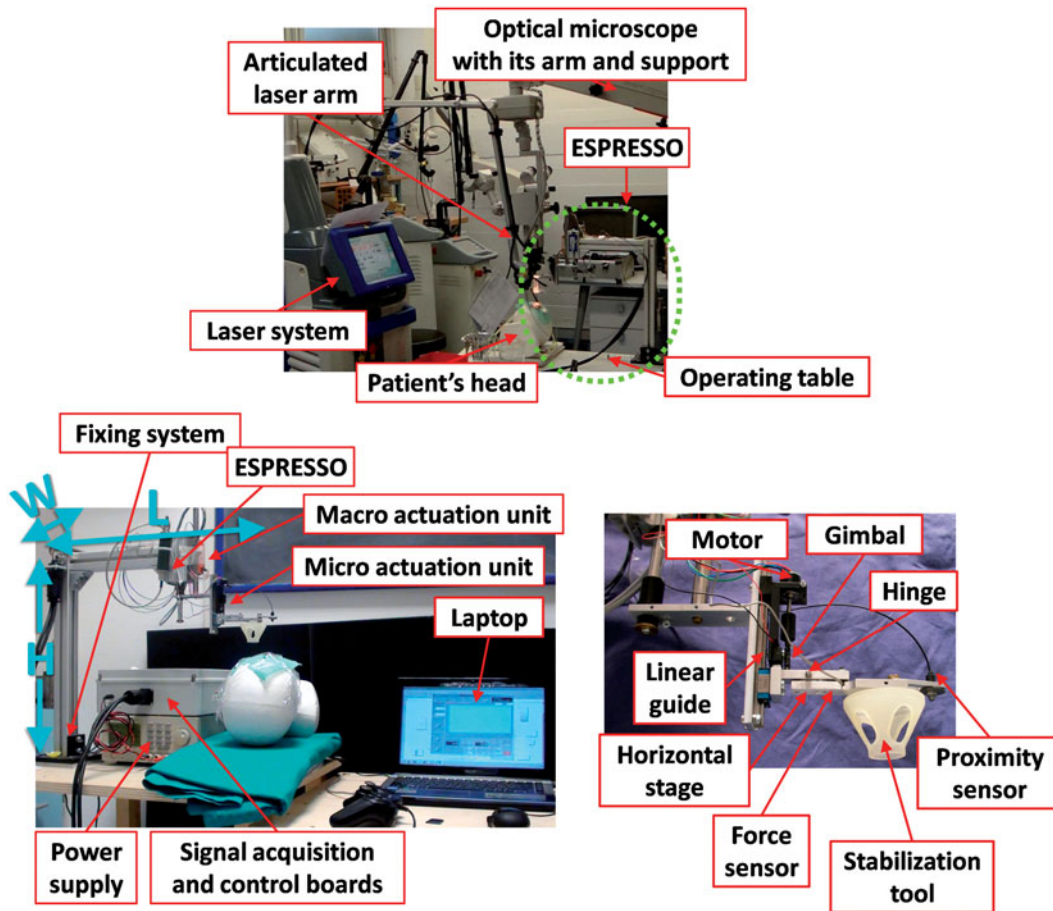 Optical microscope
with its arm and support
Articulated
laser arm
ESPRESSO
Laser system
Patient's head
Operating table
Fixing system
ESPRESSO
W
L
H
Macro actuation unit
Micro actuation unit
Laptop
Power
supply
Signal acquisition
and control boards
Motor
Gimbal
Hinge
Linear
guide
Horizontal
stage
Force
sensor
Proximity
sensor
Stabilization
tool